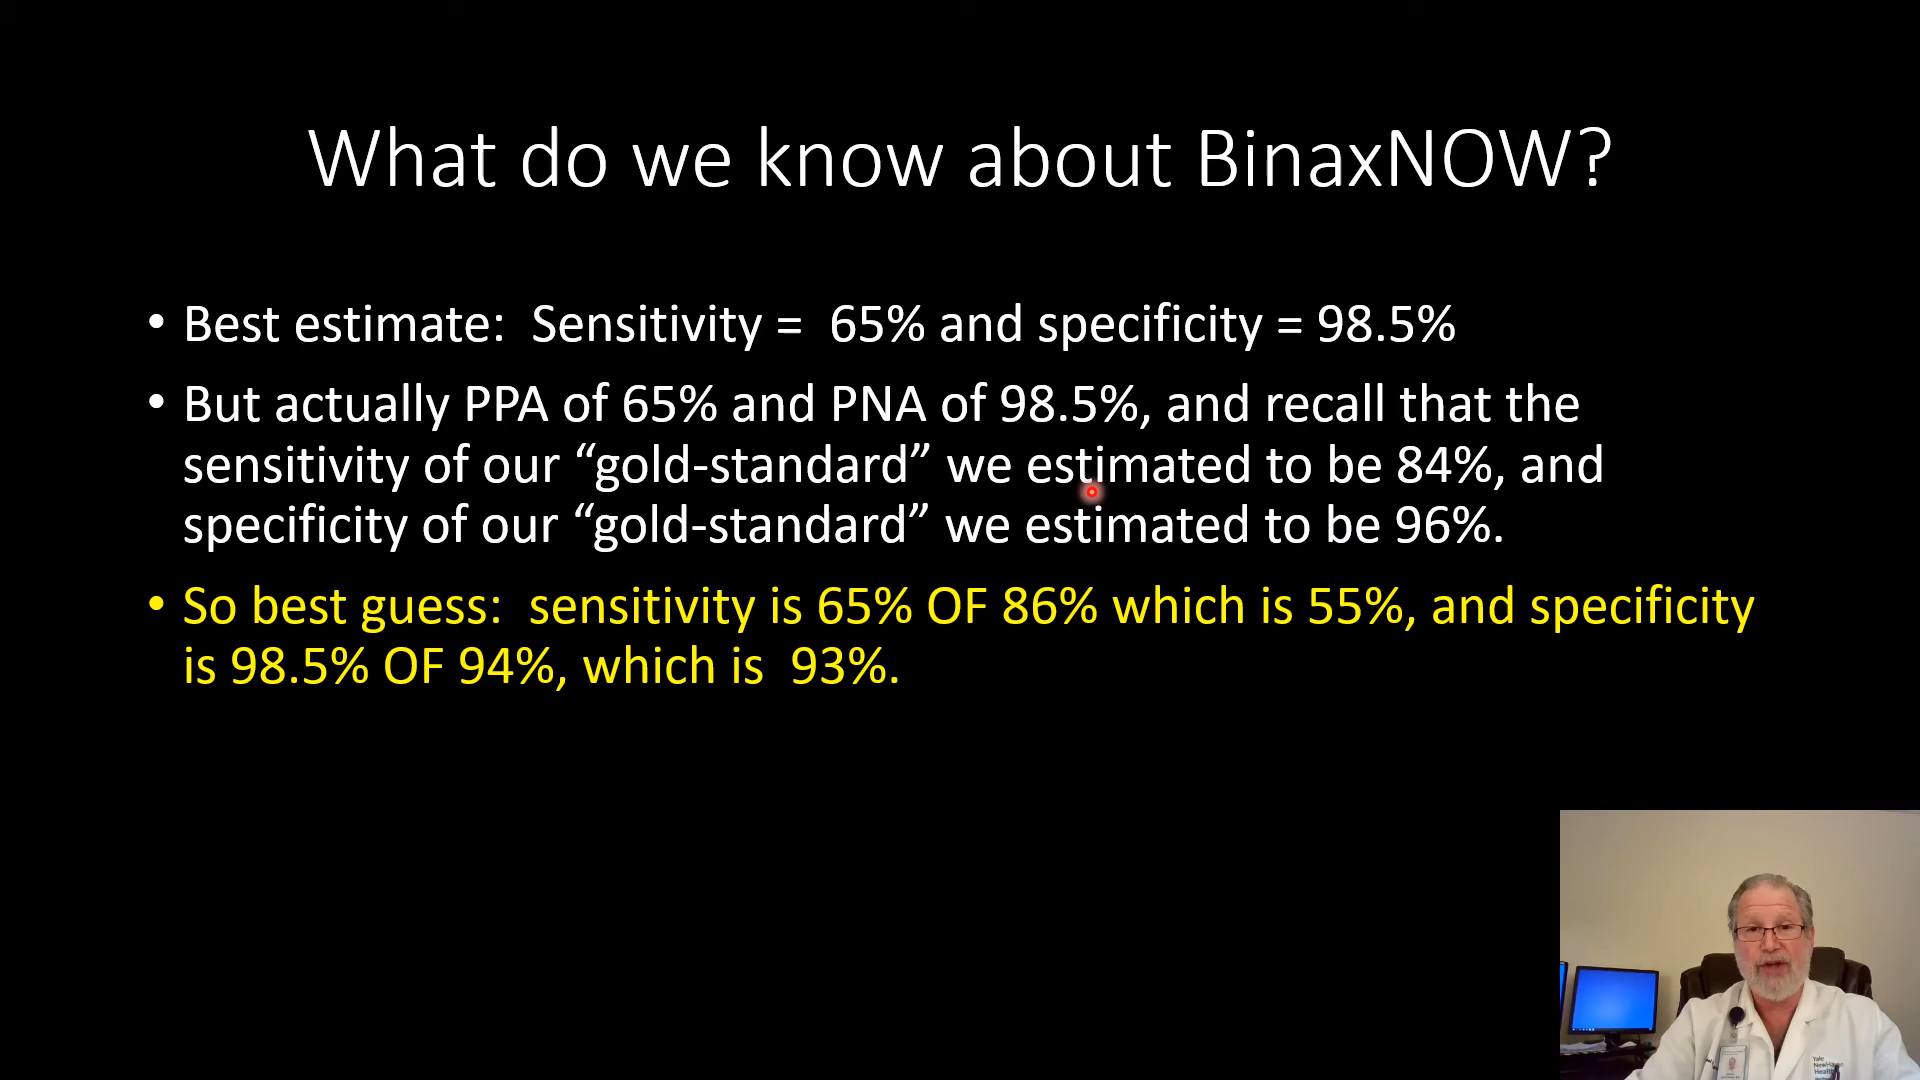 What do we know about BinaxNOW?
• Best estimate: Sensitivity = 65% and specificity = 98.5%
• But actually PPA of 65% and PNA of 98.5%, and recall that the
sensitivity of our “gold-standard” we estimated to be 84%, and
specificity of our “gold-standard” we estimated to be 96%.
• So best guess: sensitivity is 65% OF 86% which is 55%, and specificity
is 98.5% OF 94%, which is 93%.
Yale
Health